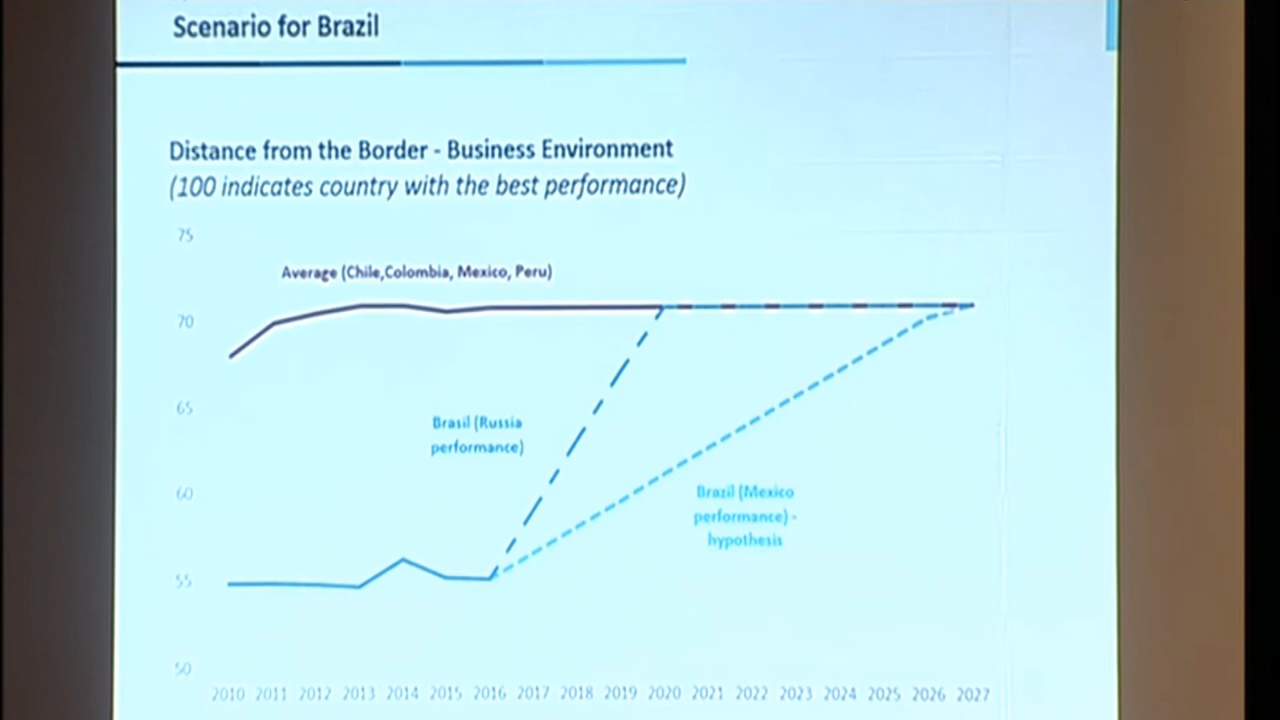 Scenario for Brazil
Distance from the Border - Business Environment
(100 indicates country with the best performance)
75
Average (Chile,Colombia, Mexico, Peru)
70
65
Brasil (Russia
performance)
60
Brazil (Mexico
performance) -
hypothesis
55
50
2010 2011 2012 2013 2014 2015 2016 2017 2018 2019 2020 2021 2022 2023 2024 2025 2026 2027